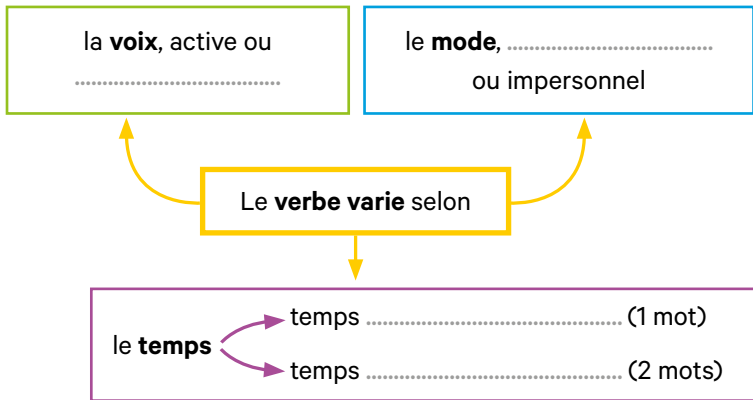 la voix, active ou
....................................
le mode, ....................................
ou impersonnel
Le verbe varie selon
le temps
temps ............................................. (1 mot)
temps ............................................. (2 mots)